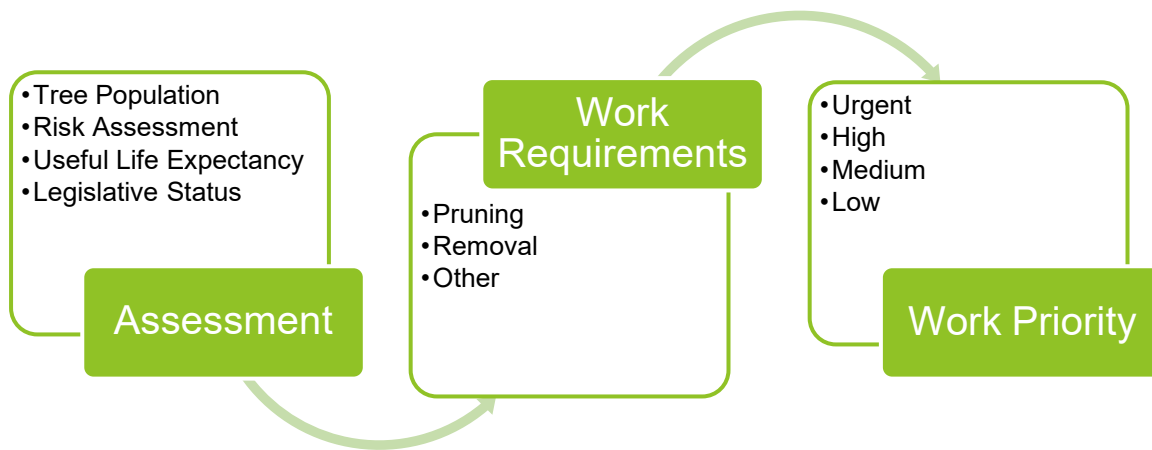 •Tree Population
•Risk Assessment
•Useful Life Expectancy
•Legislative Status
Assessment
Work
Requirements
•Pruning
•Removal
•Other
•Urgent
•High
•Medium
•Low
Work Priority